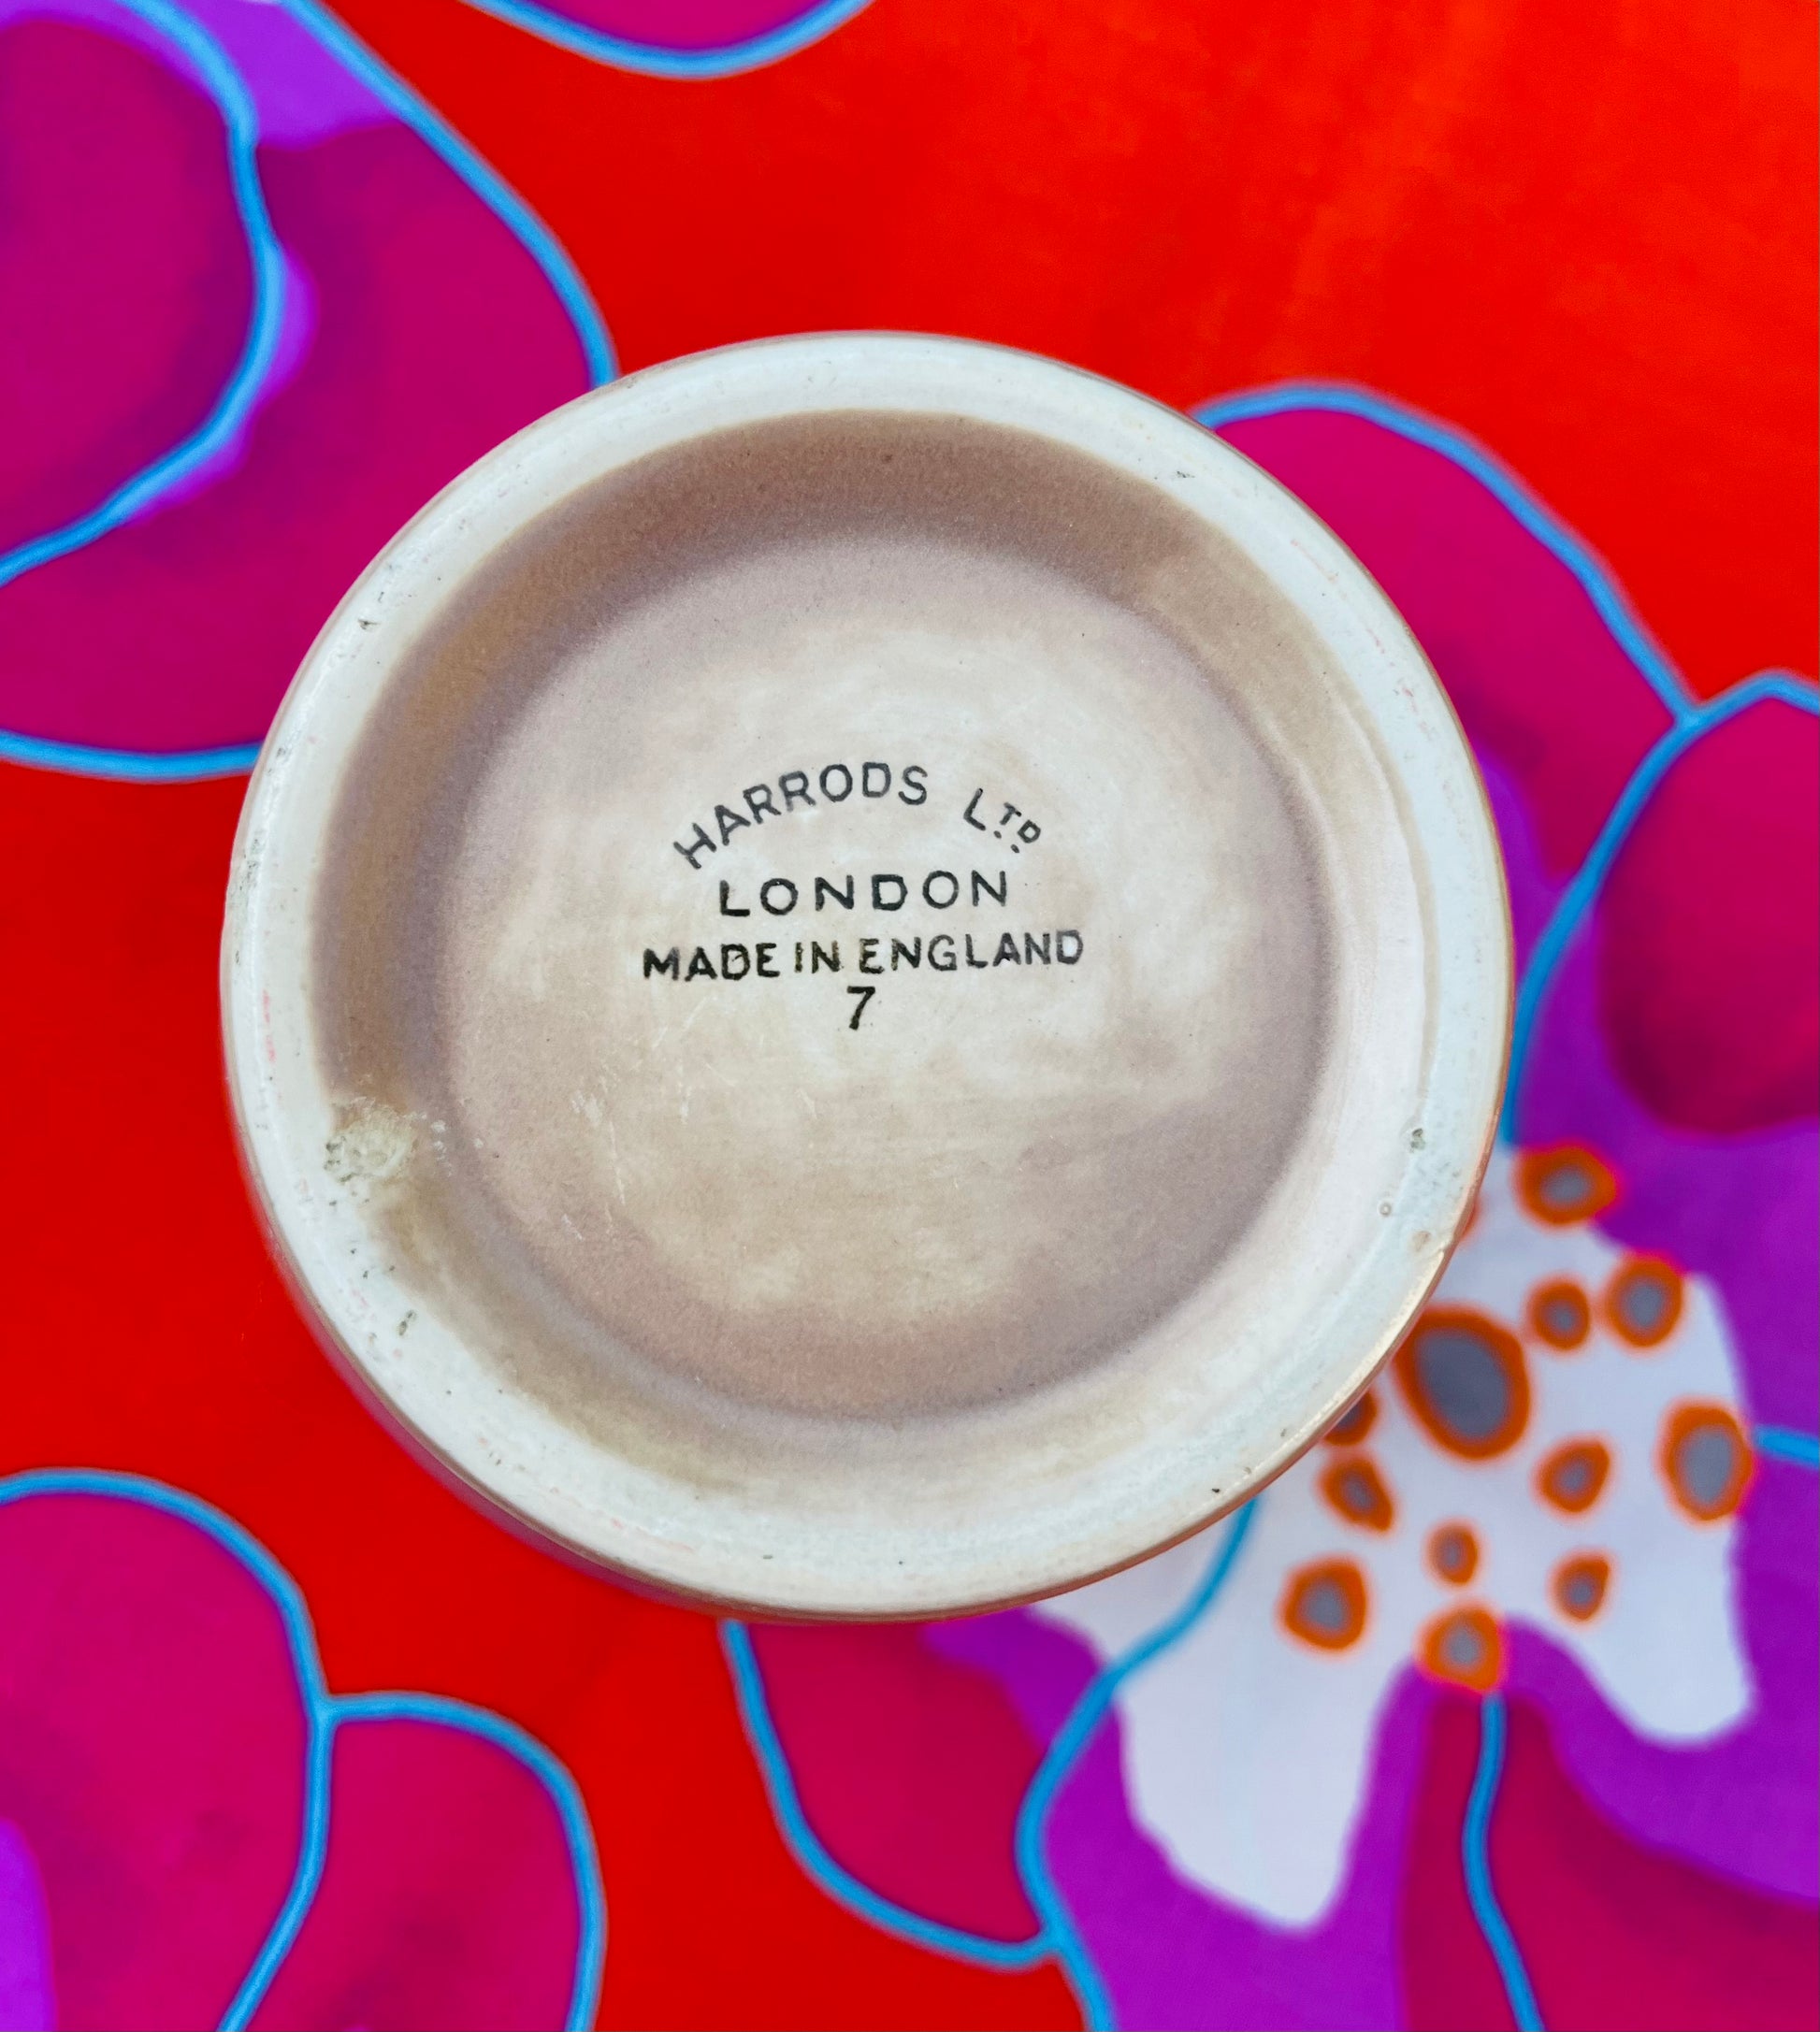 HARRODS LTD.
LONDON
MADE IN ENGLAND
7